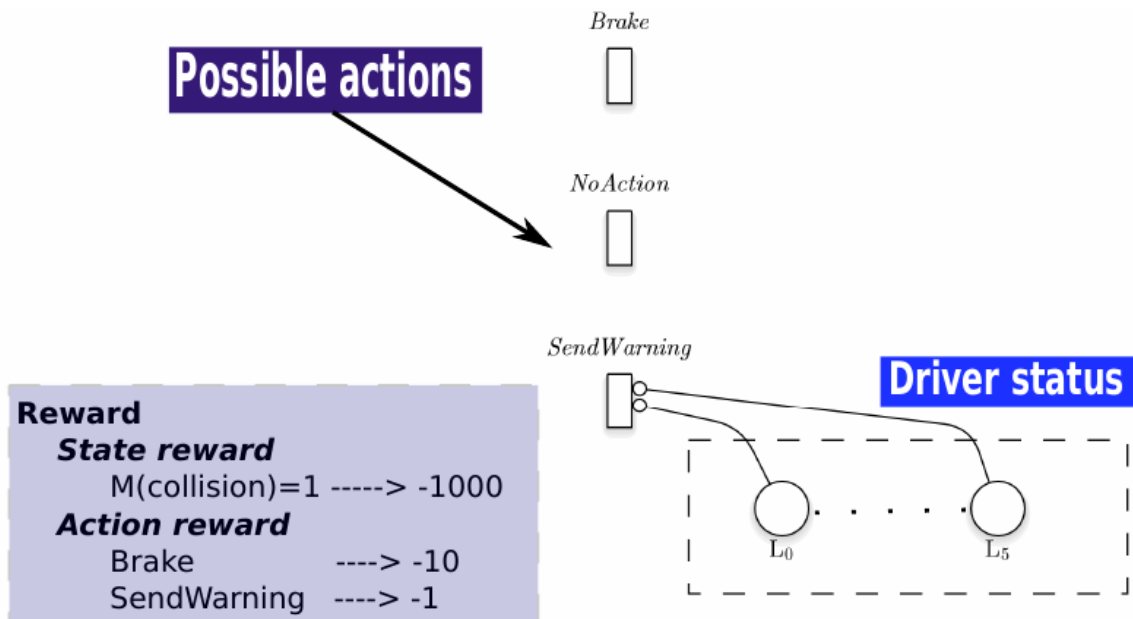 Brake
Possible actions
NoAction
SendWarning
Driver status
Reward
State reward
M(collision)=1 -----> -1000
Action reward
Brake ----> -10
SendWarning ----> -1
L₀ L₅